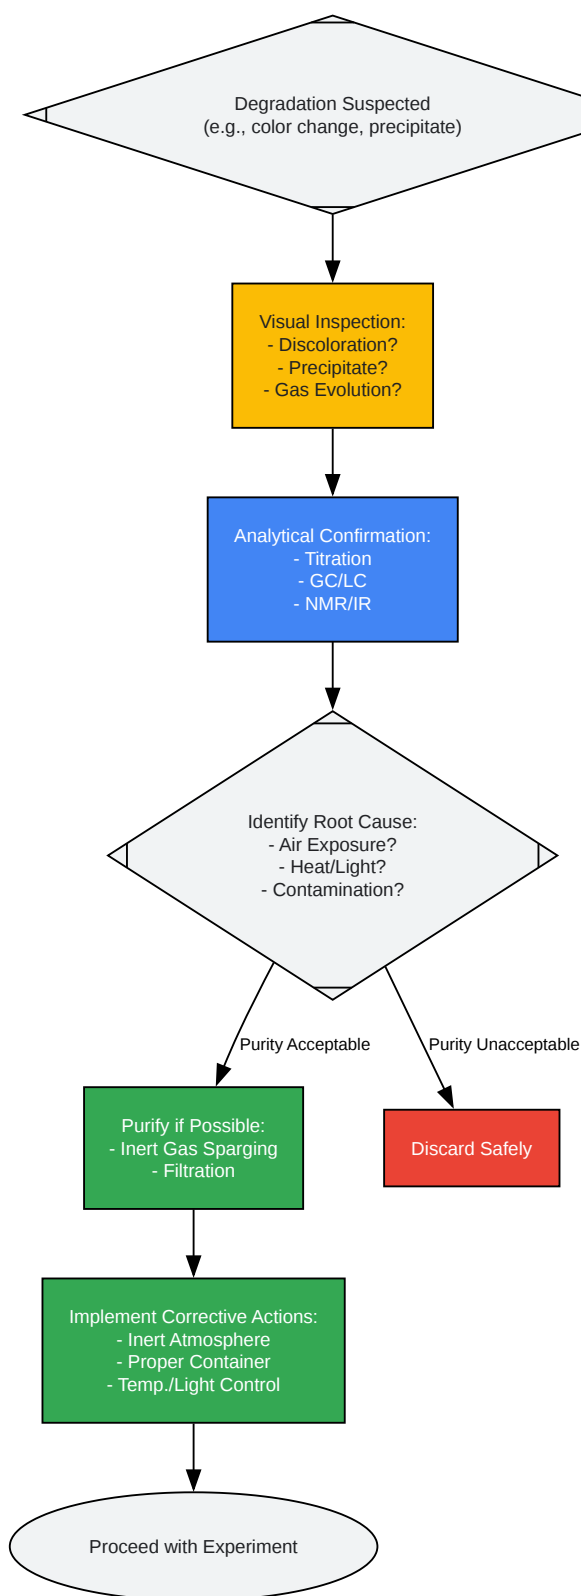 Degradation Suspected
(e.g., color change, precipitate)
Visual Inspection:
- Discoloration?
- Precipitate?
- Gas Evolution?
Analytical Confirmation:
- Titration
- GC/LC
- NMR/IR
Identify Root Cause:
- Air Exposure?
- Heat/Light?
- Contamination?
Purity Acceptable
Purity Unacceptable
Purify if Possible:
- Inert Gas Sparging
- Filtration
Discard Safely
Implement Corrective Actions:
- Inert Atmosphere
- Proper Container
- Temp./Light Control
Proceed with Experiment